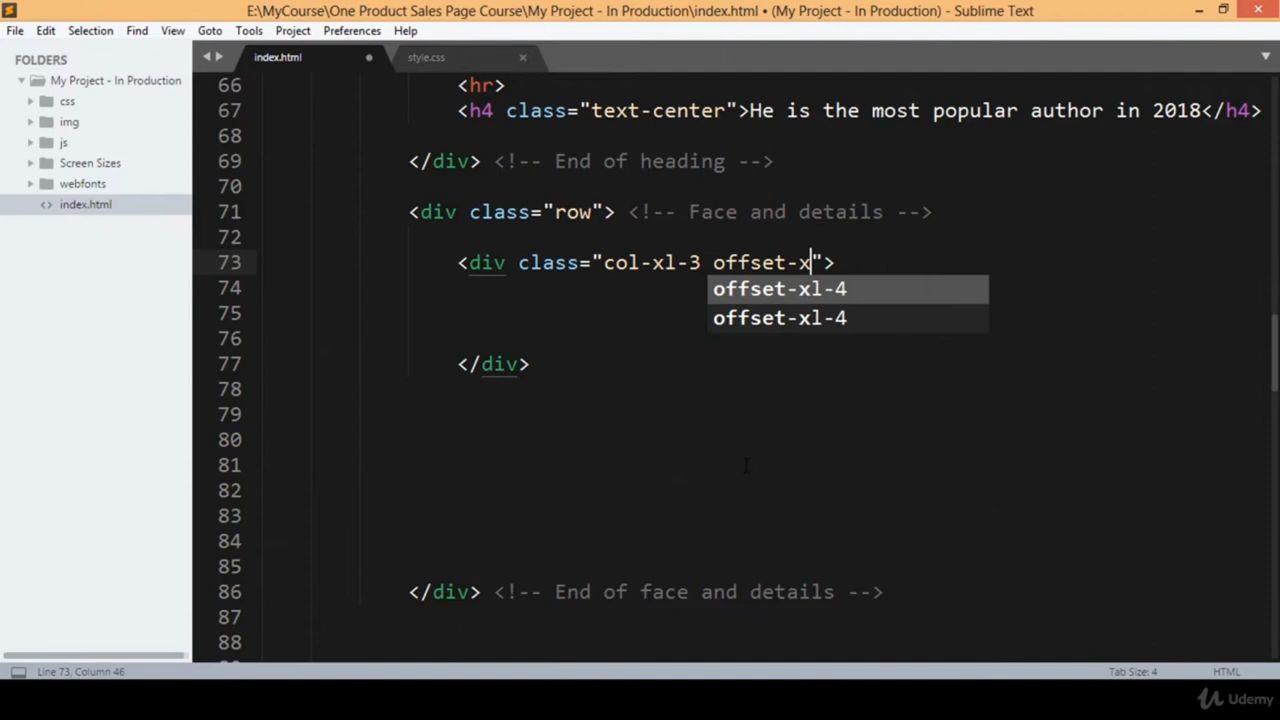 E:\MyCourse\One Product Sales Page Course\My Project - In Production\index.html • (My Project - In Production) - Sublime Text
File Edit Selection Find View Goto Tools Project Preferences Help
FOLDERS
My Project - In Production
css
img
js
Screen Sizes
webfonts
<> index.html
index.html
style.css
66 <hr>
67 <h4 class="text-center">He is the most popular author in 2018</h4>
68
69 </div> <!-- End of heading -->
70
71 <div class="row"> <!-- Face and details -->
72
73 <div class="col-xl-3 offset-x">
74 offset-xl-4
75 offset-xl-4
76
77 </div>
78
79
80
81
82
83
84
85
86 </div> <!-- End of face and details -->
87
88
Line 73, Column 46
Tab Size: 4
HTML
Udemy